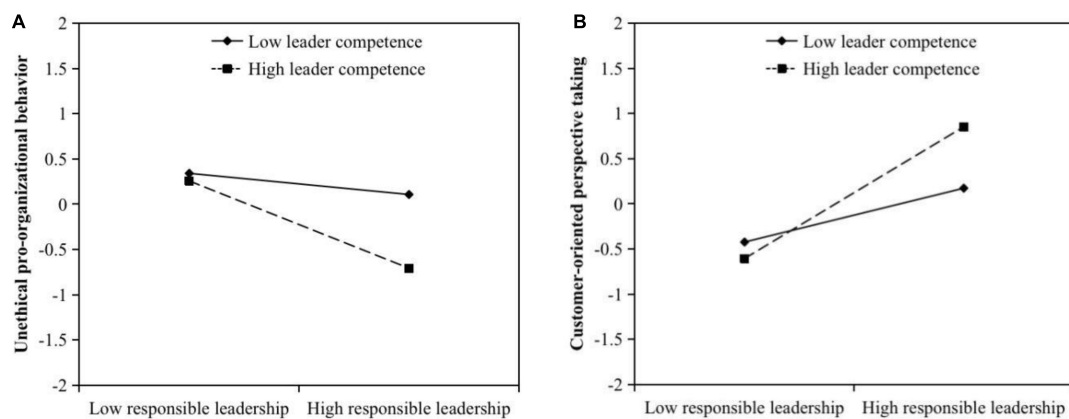 A
Unethical pro-organizational behavior
2
1.5
1
0.5
0
-0.5
-1
-1.5
-2
Low leader competence
High leader competence
Low responsible leadership
High responsible leadership
B
Customer-oriented perspective taking
2
1.5
1
0.5
0
-0.5
-1
-1.5
-2
Low leader competence
High leader competence
Low responsible leadership
High responsible leadership